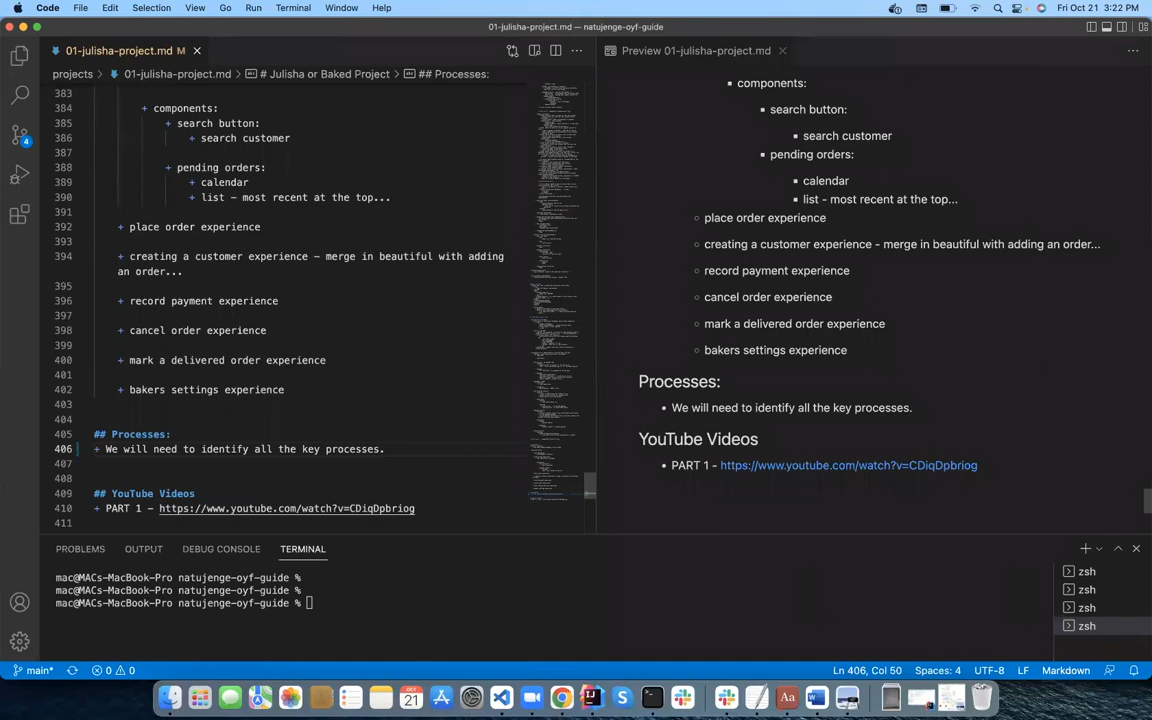 Code File Edit Selection View Go Run Terminal Window Help Fri Oct 21 3:22 PM
01-julisha-project.md — natujenge-oyf-guide
01-julisha-project.md M
Preview 01-julisha-project.md
projects > 01-julisha-project.md > # Julisha or Baked Project > ## Processes:
383
384 + components:
385 + search button:
386 + search customer
387
388 + pending orders:
389 + calendar
390 + list - most recent at the top...
391
392 + place order experience
393
394 + creating a customer experience - merge in beautiful with adding
an order...
395
396 + record payment experience
397
398 + cancel order experience
399
400 + mark a delivered order experience
401
402 + bakers settings experience
403
404
405 ## Processes:
406 + We will need to identify all the key processes.
407
408
409 ## YouTube Videos
410 + PART 1 - https://www.youtube.com/watch?v=CDiqDpbriog
411
components:
search button:
search customer
pending orders:
calendar
list - most recent at the top...
place order experience
creating a customer experience - merge in beautiful with adding an order...
record payment experience
cancel order experience
mark a delivered order experience
bakers settings experience
Processes:
We will need to identify all the key processes.
YouTube Videos
PART 1 - https://www.youtube.com/watch?v=CDiqDpbriog
4
PROBLEMS OUTPUT DEBUG CONSOLE TERMINAL
mac@MACs-MacBook-Pro natujenge-oyf-guide %
mac@MACs-MacBook-Pro natujenge-oyf-guide %
mac@MACs-MacBook-Pro natujenge-oyf-guide %
zsh
zsh
zsh
zsh
main* 0 0 Ln 406, Col 50 Spaces: 4 UTF-8 LF Markdown
OCT
21
Aa